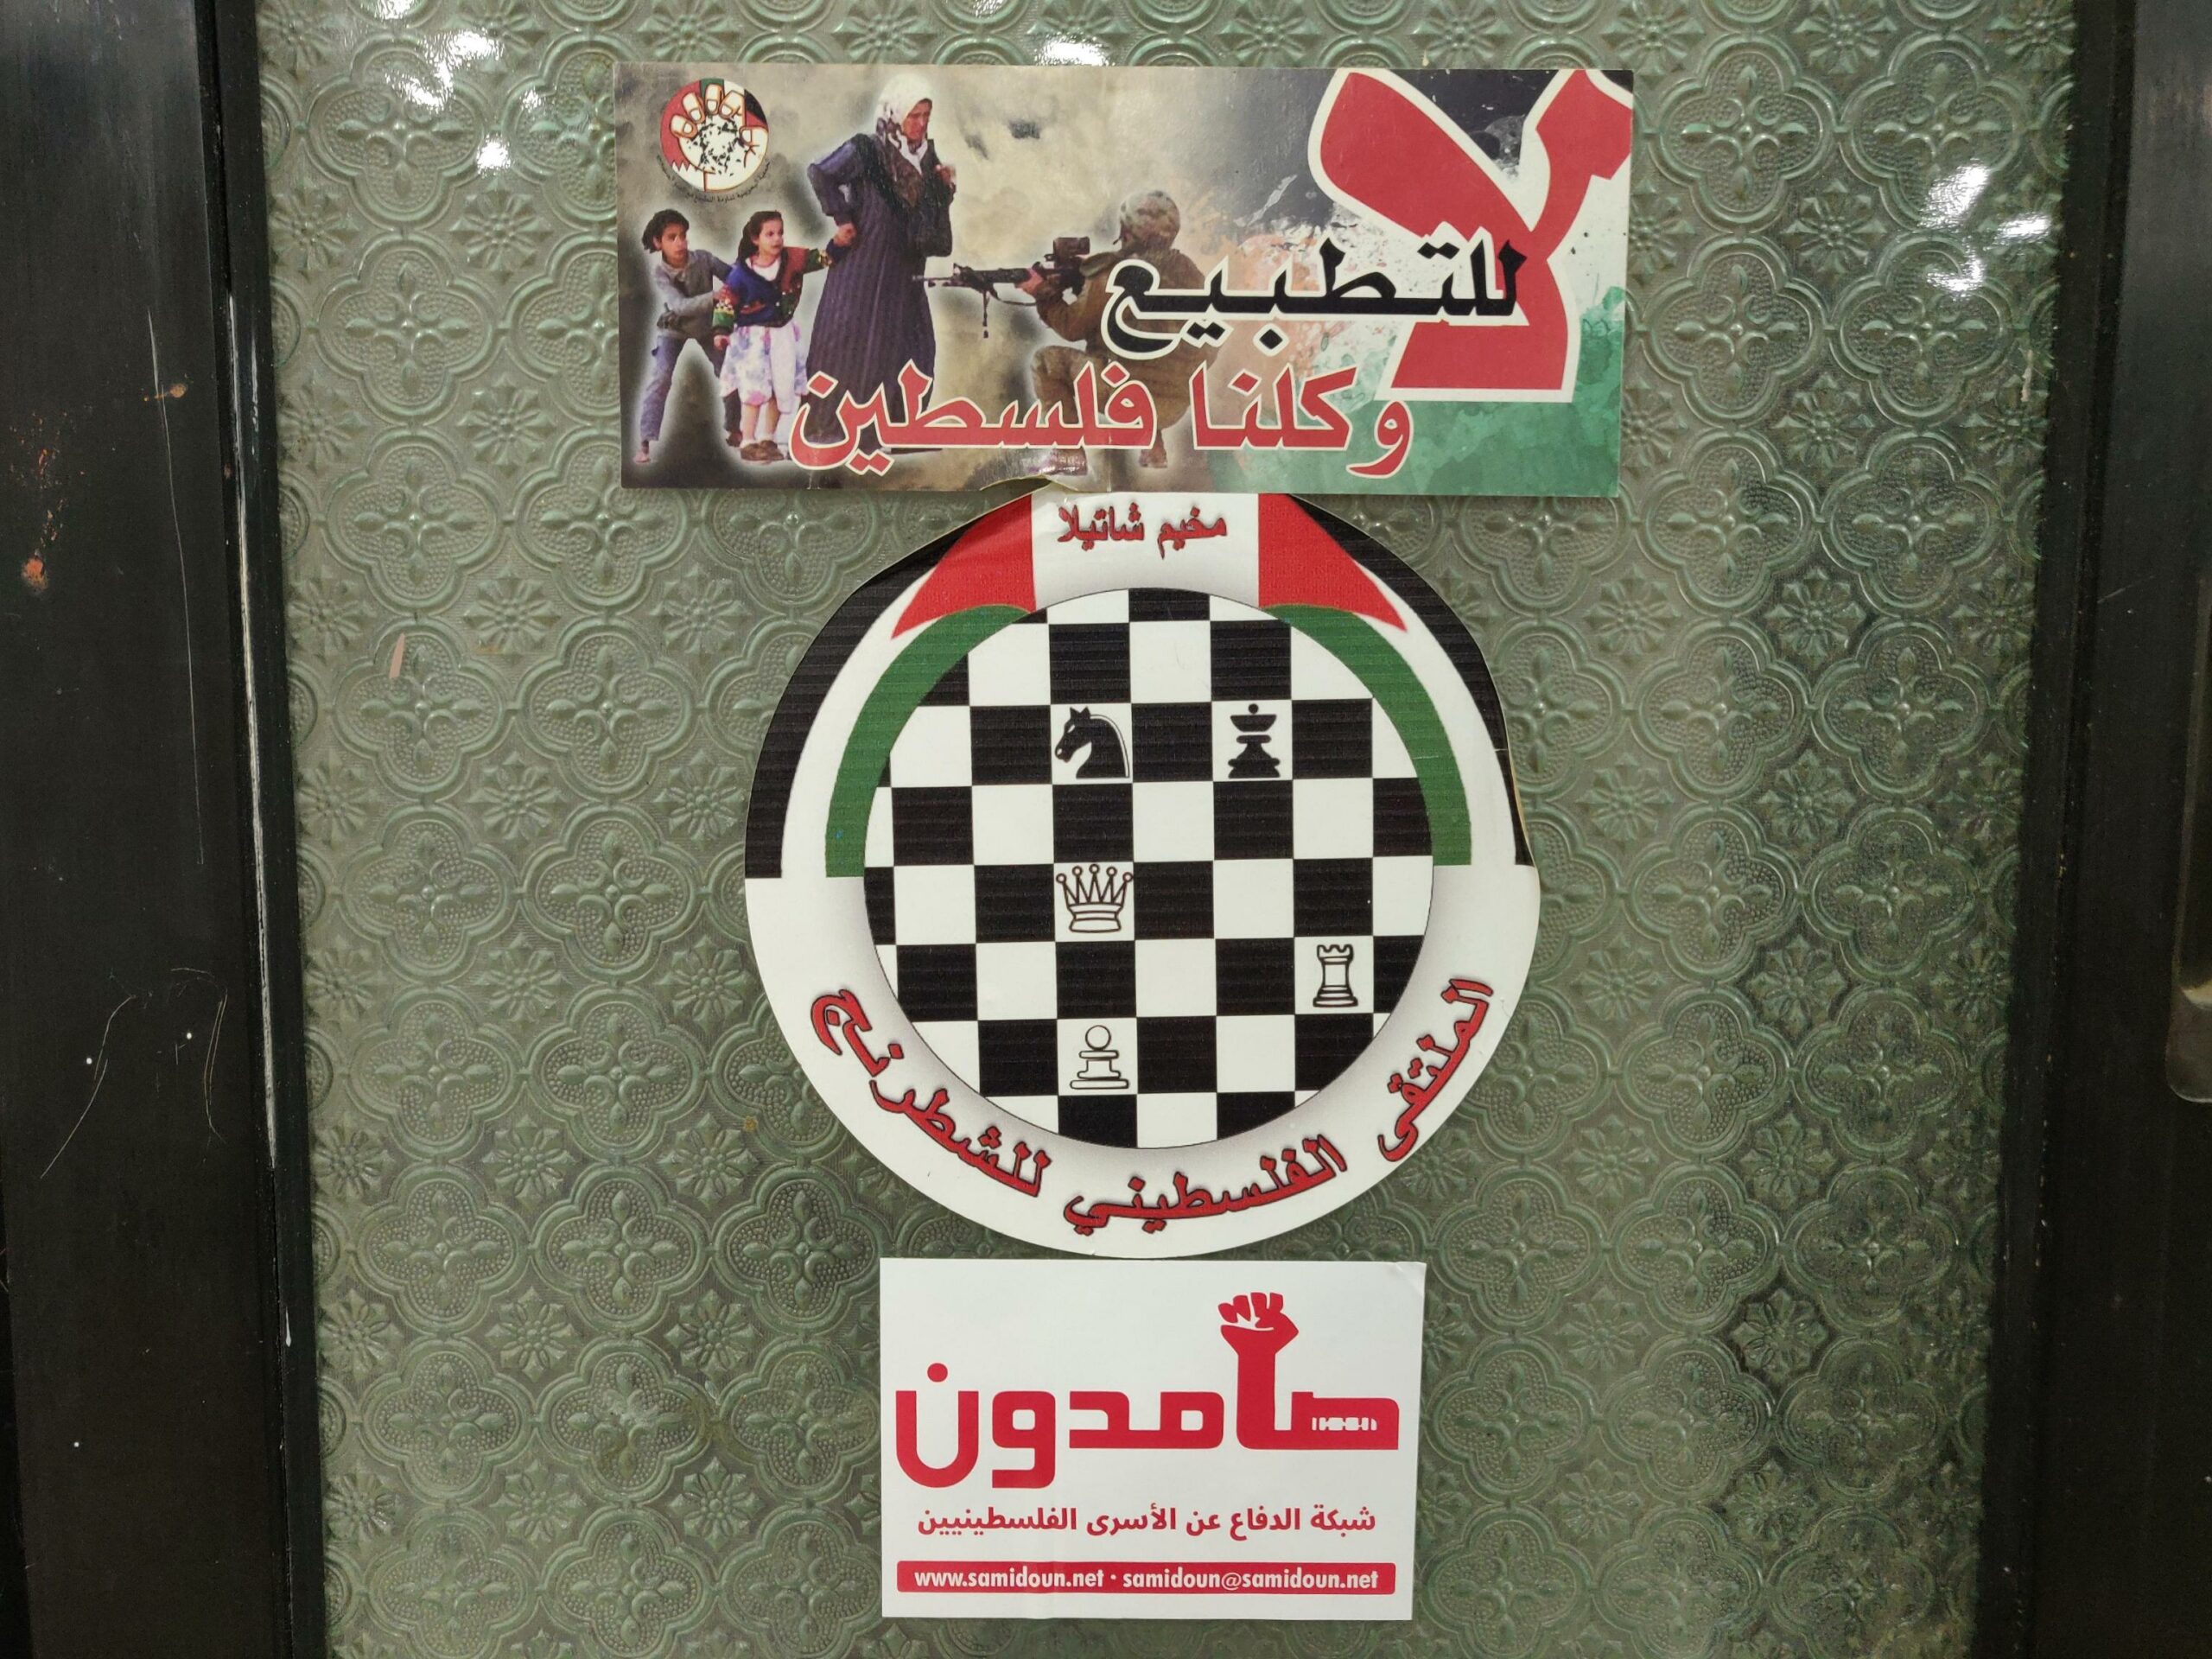 لا
للتطبيع
وكلنا فلسطين
مخيم شاتيلا
الملتقى الفلسطيني للشطرنج
صامدون
شبكة الدفاع عن الأسرى الفلسطينيين
www.samidoun.net · samidoun@samidoun.net